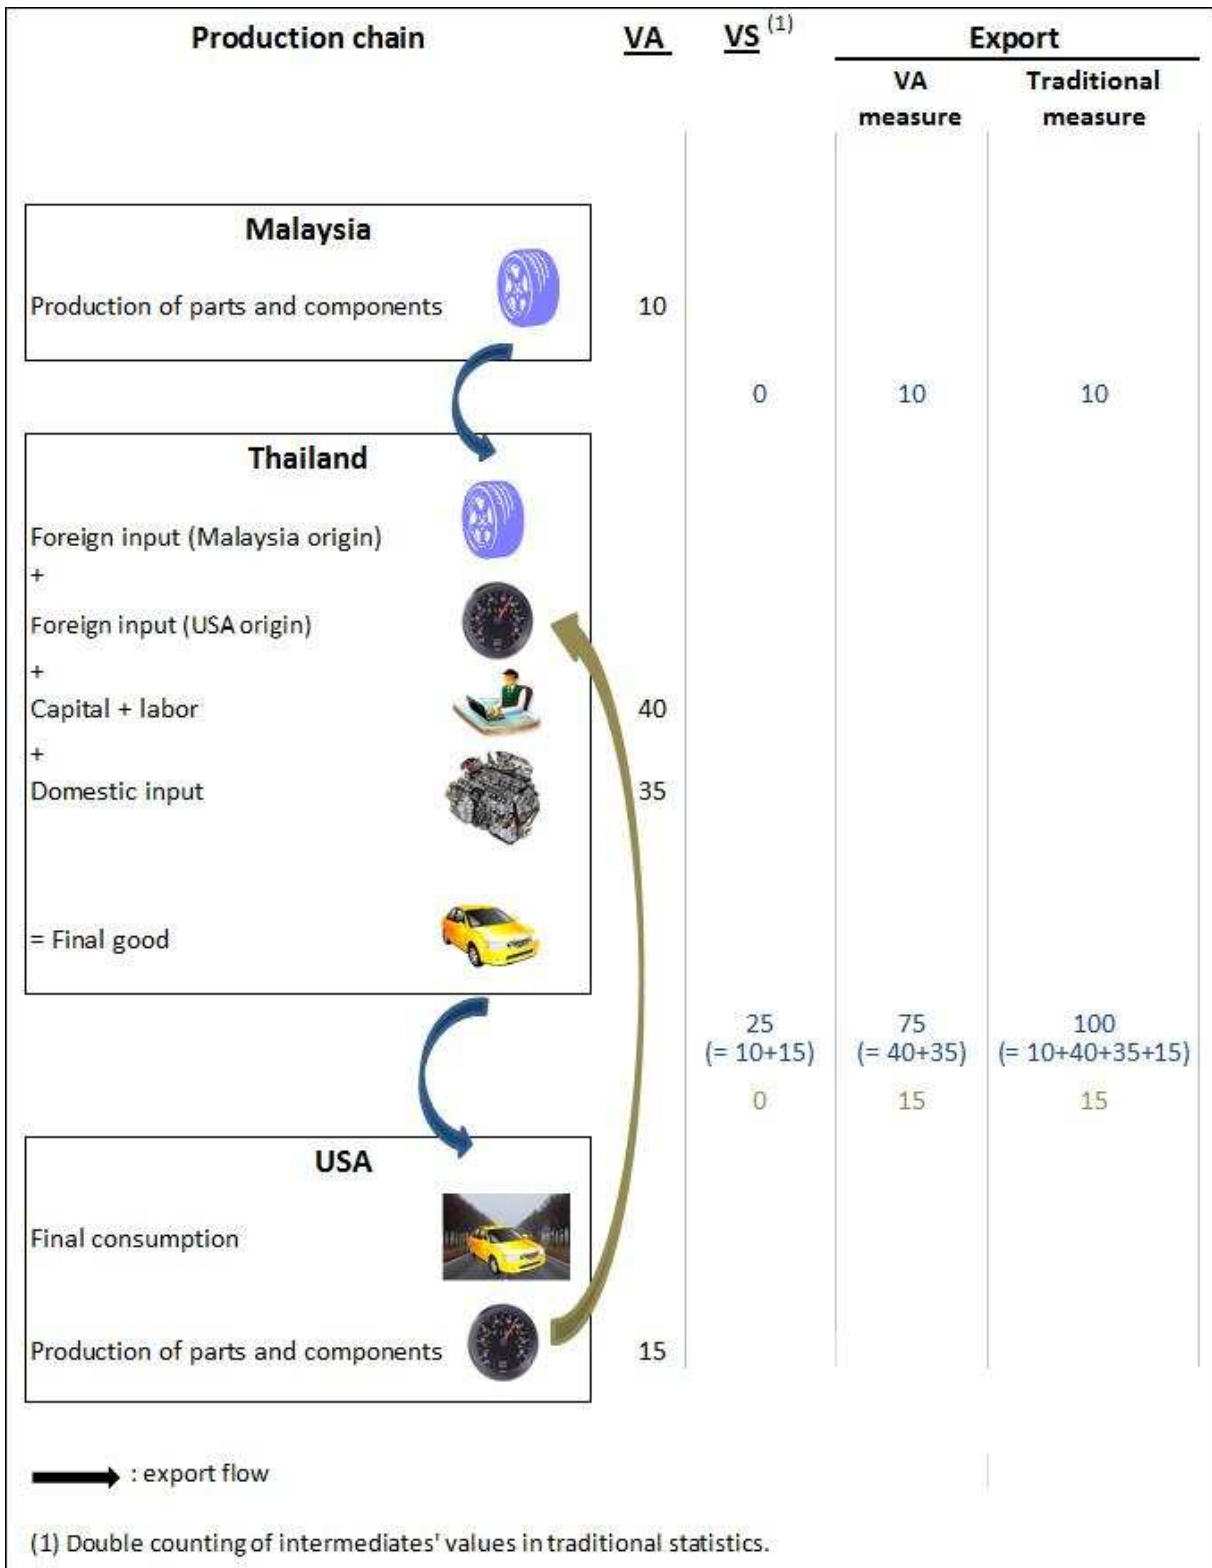 Production chain VA VS (1) Export
VA measure Traditional measure
Malaysia
Production of parts and components 10
0 10 10
Thailand
Foreign input (Malaysia origin)
+
Foreign input (USA origin)
+
Capital + labor 40
+
Domestic input 35
= Final good
25 75 100
(= 10+15) (= 40+35) (= 10+40+35+15)
0 15 15
USA
Final consumption
Production of parts and components 15
: export flow
(1) Double counting of intermediates' values in traditional statistics.